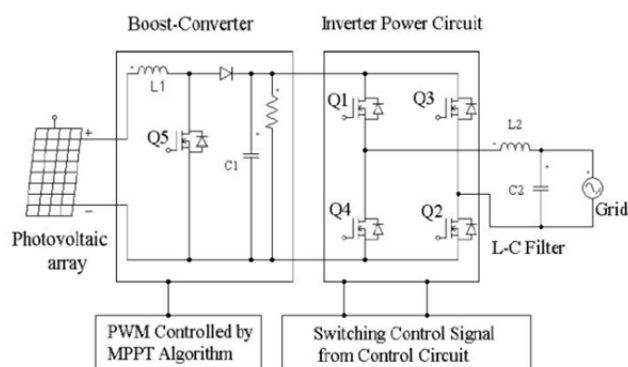 Boost-Converter
Inverter Power Circuit
L1
Q5
C1
Q1
Q3
Q4
Q2
L2
C2
Grid
L-C Filter
+
−
Photovoltaic
array
PWM Controlled by
MPPT Algorithm
Switching Control Signal
from Control Circuit